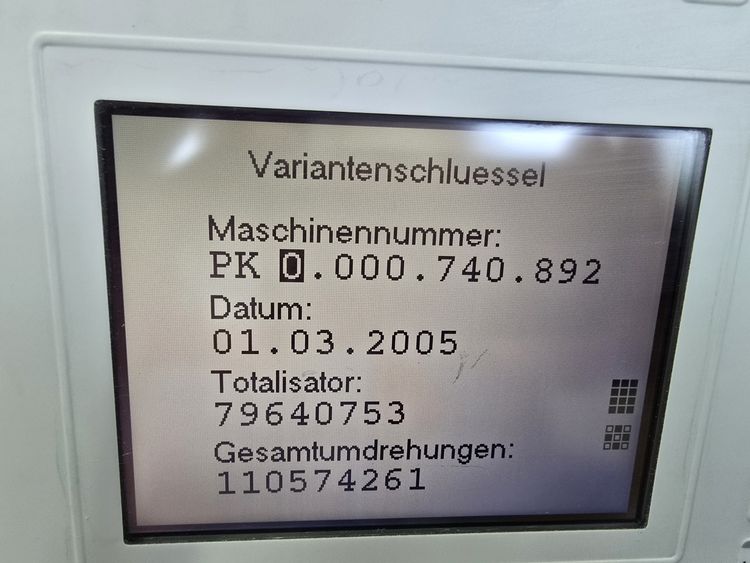 Variantenschluessel
Maschinennummer:
PK 0.000.740.892
Datum:
01.03.2005
Totalisator:
79640753
Gesamtumdrehungen:
110574261